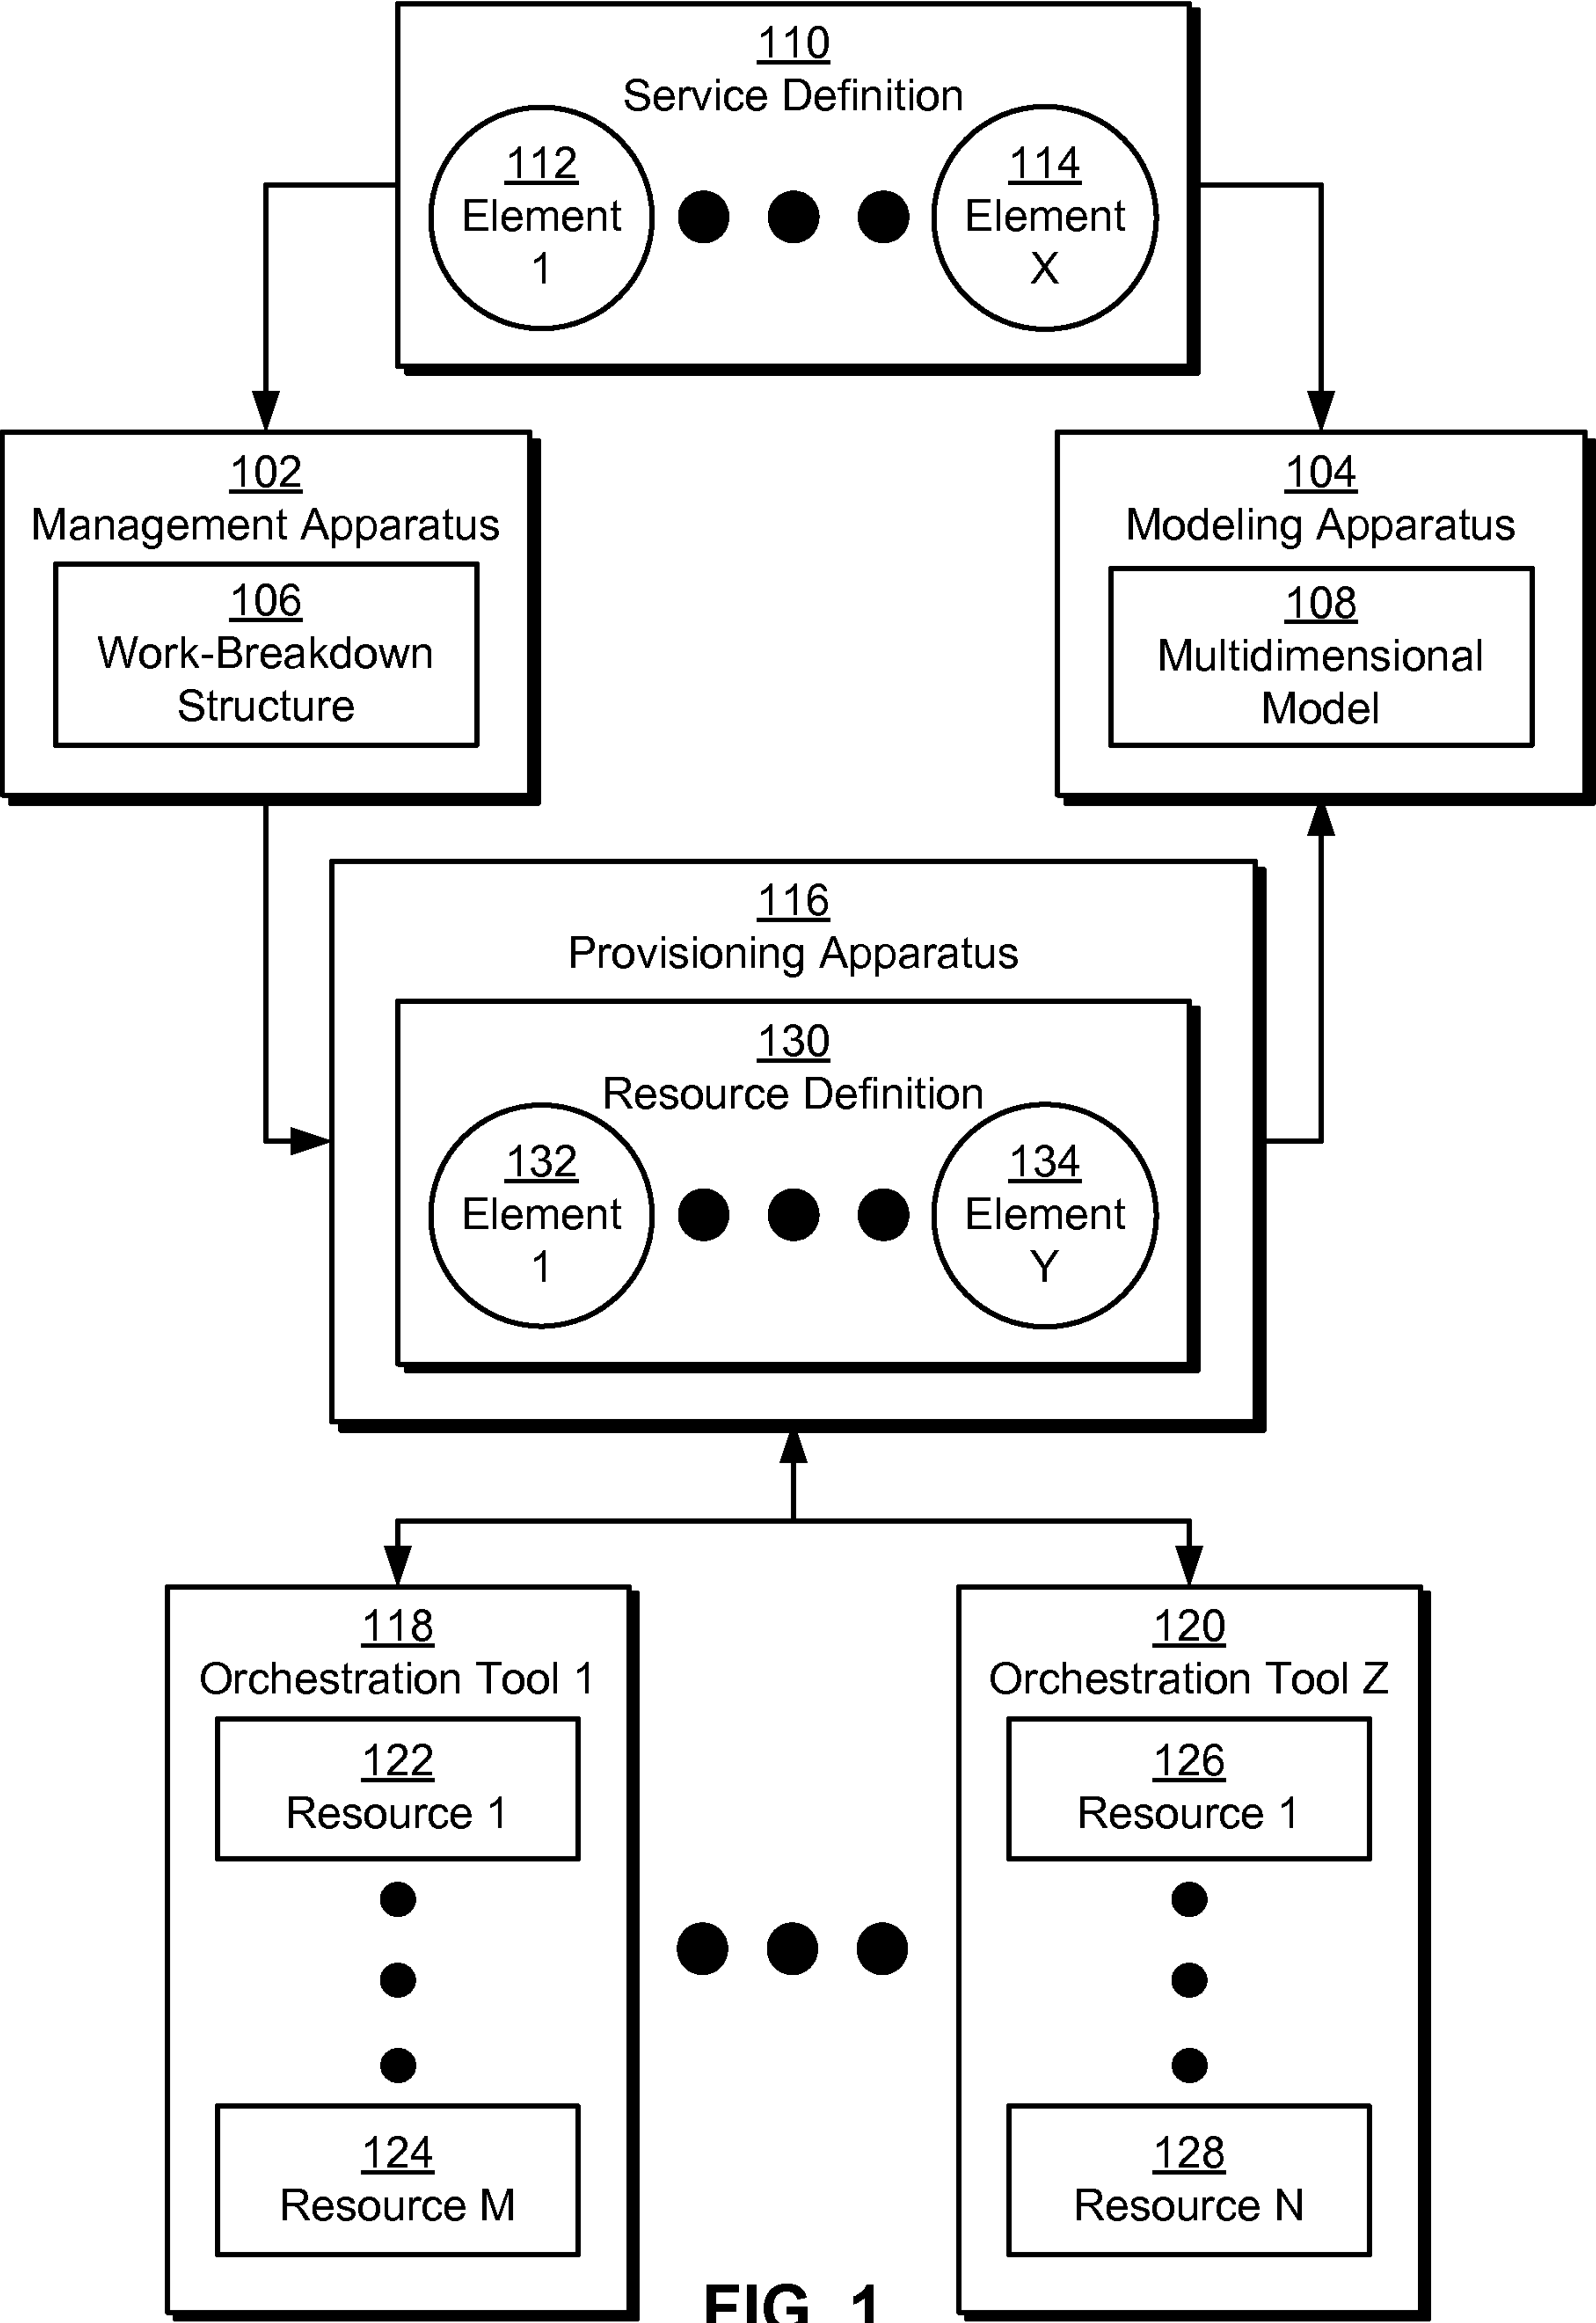 110
Service Definition
112
Element
1
114
Element
X
102
Management Apparatus
106
Work-Breakdown
Structure
104
Modeling Apparatus
108
Multidimensional
Model
116
Provisioning Apparatus
130
Resource Definition
132
Element
1
134
Element
Y
118
Orchestration Tool 1
122
Resource 1
124
Resource M
120
Orchestration Tool Z
126
Resource 1
128
Resource N
FIG. 1